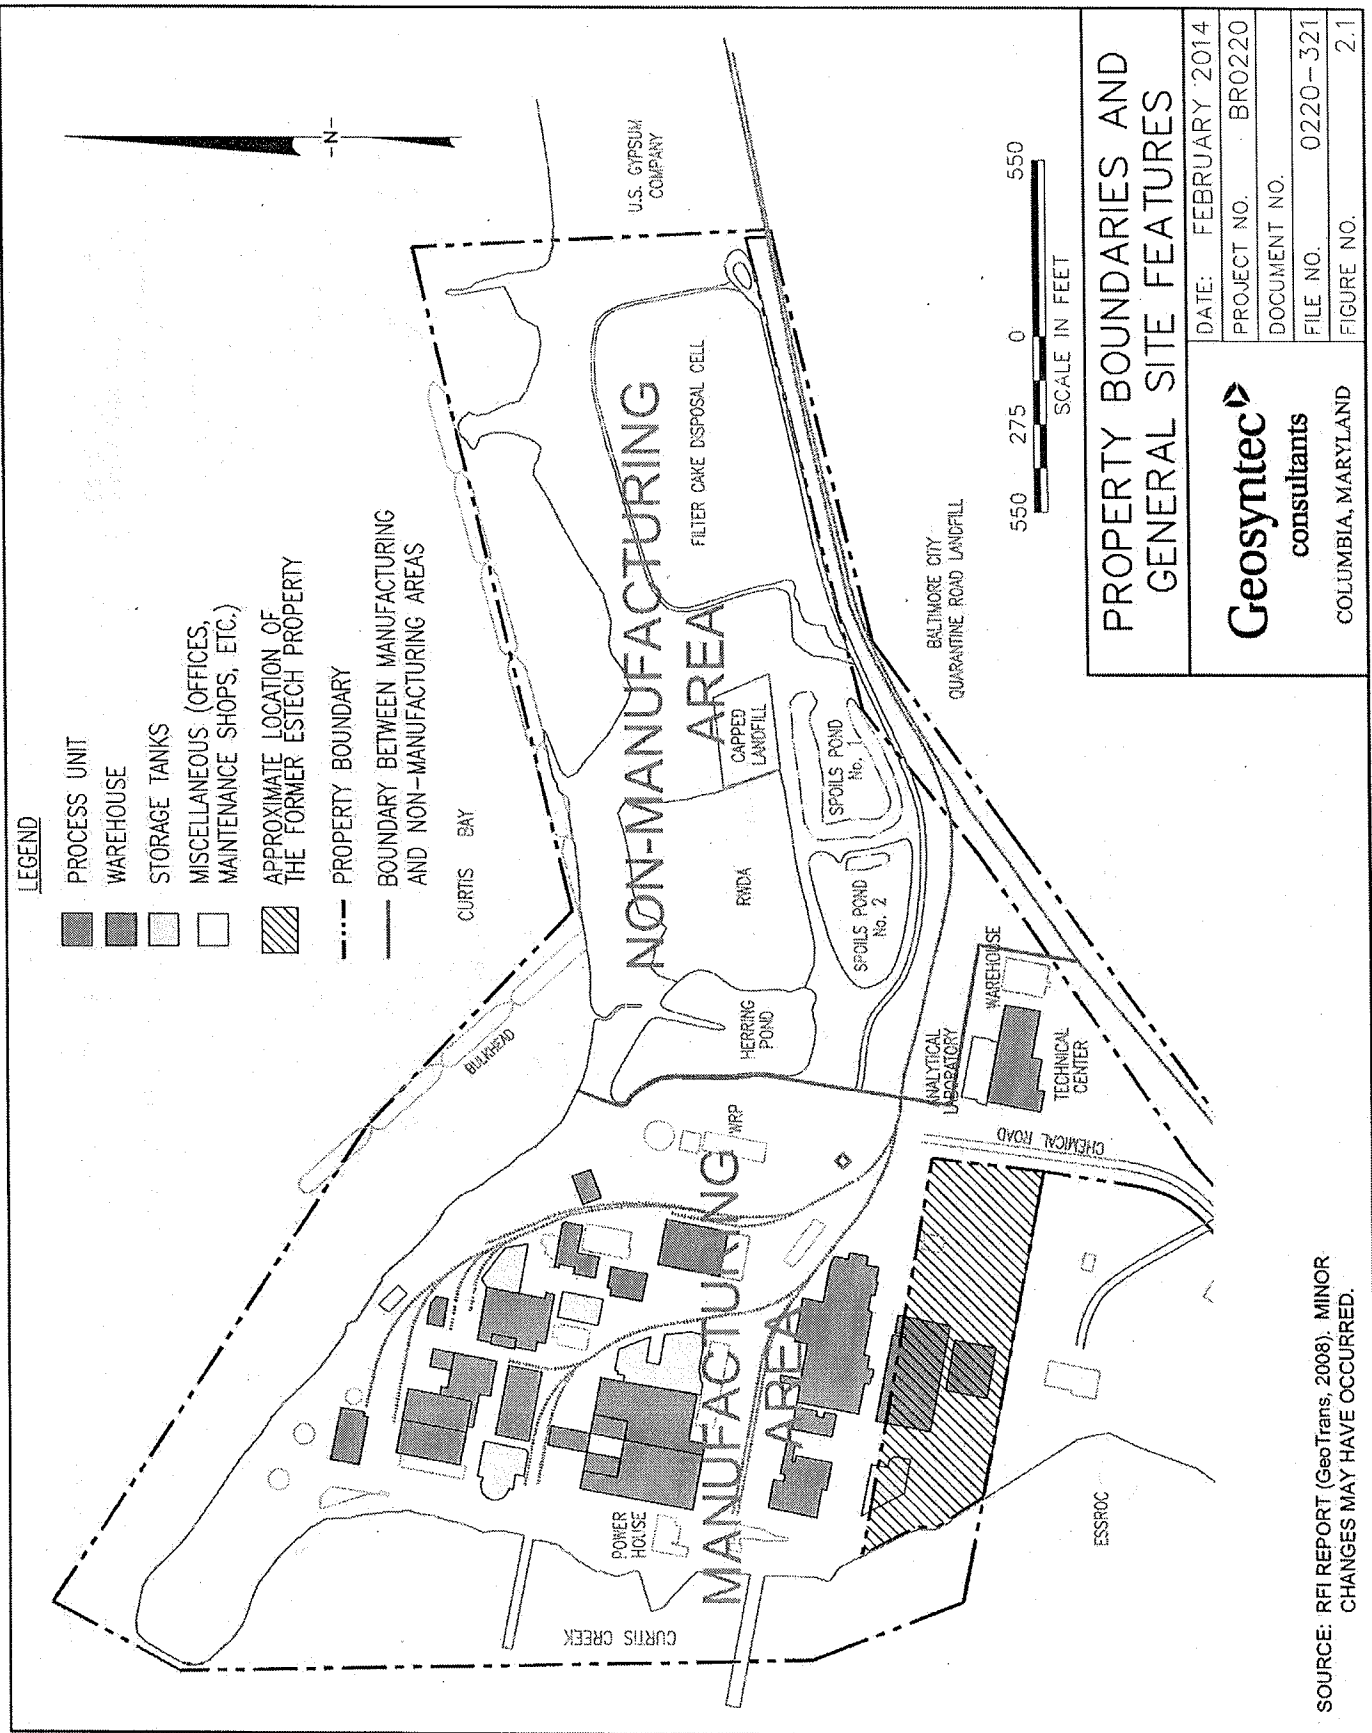 LEGEND
PROCESS UNIT
WAREHOUSE
STORAGE TANKS
MISCELLANEOUS (OFFICES,
MAINTENANCE SHOPS, ETC.)
APPROXIMATE LOCATION OF
THE FORMER ESTECH PROPERTY
PROPERTY BOUNDARY
BOUNDARY BETWEEN MANUFACTURING
AND NON-MANUFACTURING AREAS
-N-
CURTIS BAY
BULKHEAD
U.S. GYPSUM
COMPANY
NON-MANUFACTURING
AREA
FILTER CAKE DISPOSAL CELL
CAPPED
LANDFILL
RWDA
HERRING
POND
SPOILS POND
No. 1
SPOILS POND
No. 2
WRP
MANUFACTURING
AREA
POWER
HOUSE
CURTIS CREEK
ANALYTICAL
LABORATORY
WAREHOUSE
TECHNICAL
CENTER
CHEMICAL ROAD
BALTIMORE CITY
QUARANTINE ROAD LANDFILL
ESSROC
550 275 0 550
SCALE IN FEET
PROPERTY BOUNDARIES AND
GENERAL SITE FEATURES
Geosyntec
consultants
COLUMBIA, MARYLAND
DATE: FEBRUARY 2014
PROJECT NO. BR0220
DOCUMENT NO.
FILE NO. 0220-321
FIGURE NO. 2.1
SOURCE: RFI REPORT (GeoTrans, 2008). MINOR
CHANGES MAY HAVE OCCURRED.